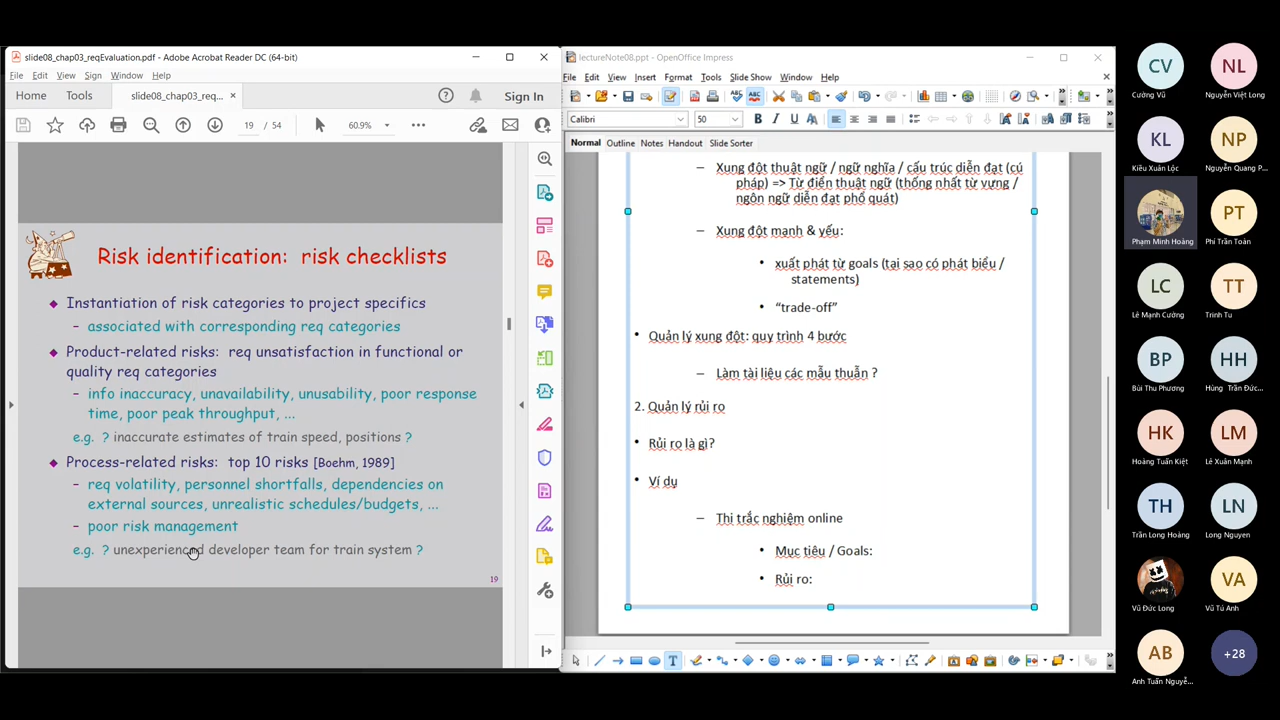 slide08_chap03_reqEvaluation.pdf - Adobe Acrobat Reader DC (64-bit)
File Edit View Sign Window Help
Home Tools slide08_chap03_req... × Sign In
19 / 54 60.9%
Risk identification: risk checklists
Instantiation of risk categories to project specifics
- associated with corresponding req categories
Product-related risks: req unsatisfaction in functional or
quality req categories
- info inaccuracy, unavailability, unusability, poor response
time, poor peak throughput, ...
e.g. ? inaccurate estimates of train speed, positions ?
Process-related risks: top 10 risks [Boehm, 1989]
- req volatility, personnel shortfalls, dependencies on
external sources, unrealistic schedules/budgets, ...
- poor risk management
e.g. ? unexperienced developer team for train system ?
19
lectureNote08.ppt - OpenOffice Impress
File Edit View Insert Format Tools Slide Show Window Help
Calibri 50
Normal Outline Notes Handout Slide Sorter
– Xung đột thuật ngữ / ngữ nghĩa / cấu trúc diễn đạt (cú
pháp) => Từ điển thuật ngữ (thống nhất từ vựng /
ngôn ngữ diễn đạt phổ quát)
– Xung đột mạnh & yếu:
• xuất phát từ goals (tại sao có phát biểu /
statements)
• “trade-off”
• Quản lý xung đột: quy trình 4 bước
– Làm tài liệu các mẫu thuẫn ?
2. Quản lý rủi ro
• Rủi ro là gì?
• Ví dụ
– Thi trắc nghiệm online
• Mục tiêu / Goals:
• Rủi ro:
CV NL
Cường Vũ Nguyễn Việt Long
KL NP
Kiều Xuân Lộc Nguyễn Quang P...
PT
Phạm Minh Hoàng Phí Trần Toàn
LC TT
Lê Mạnh Cường Trinh Tu
BP HH
Bùi Thu Phương Hùng Trần Đức...
HK LM
Hoàng Tuấn Kiệt Lê Xuân Mạnh
TH LN
Trần Long Hoàng Long Nguyen
VA
Vũ Đức Long Vũ Tú Anh
AB +28
Anh Tuấn Nguyễ...